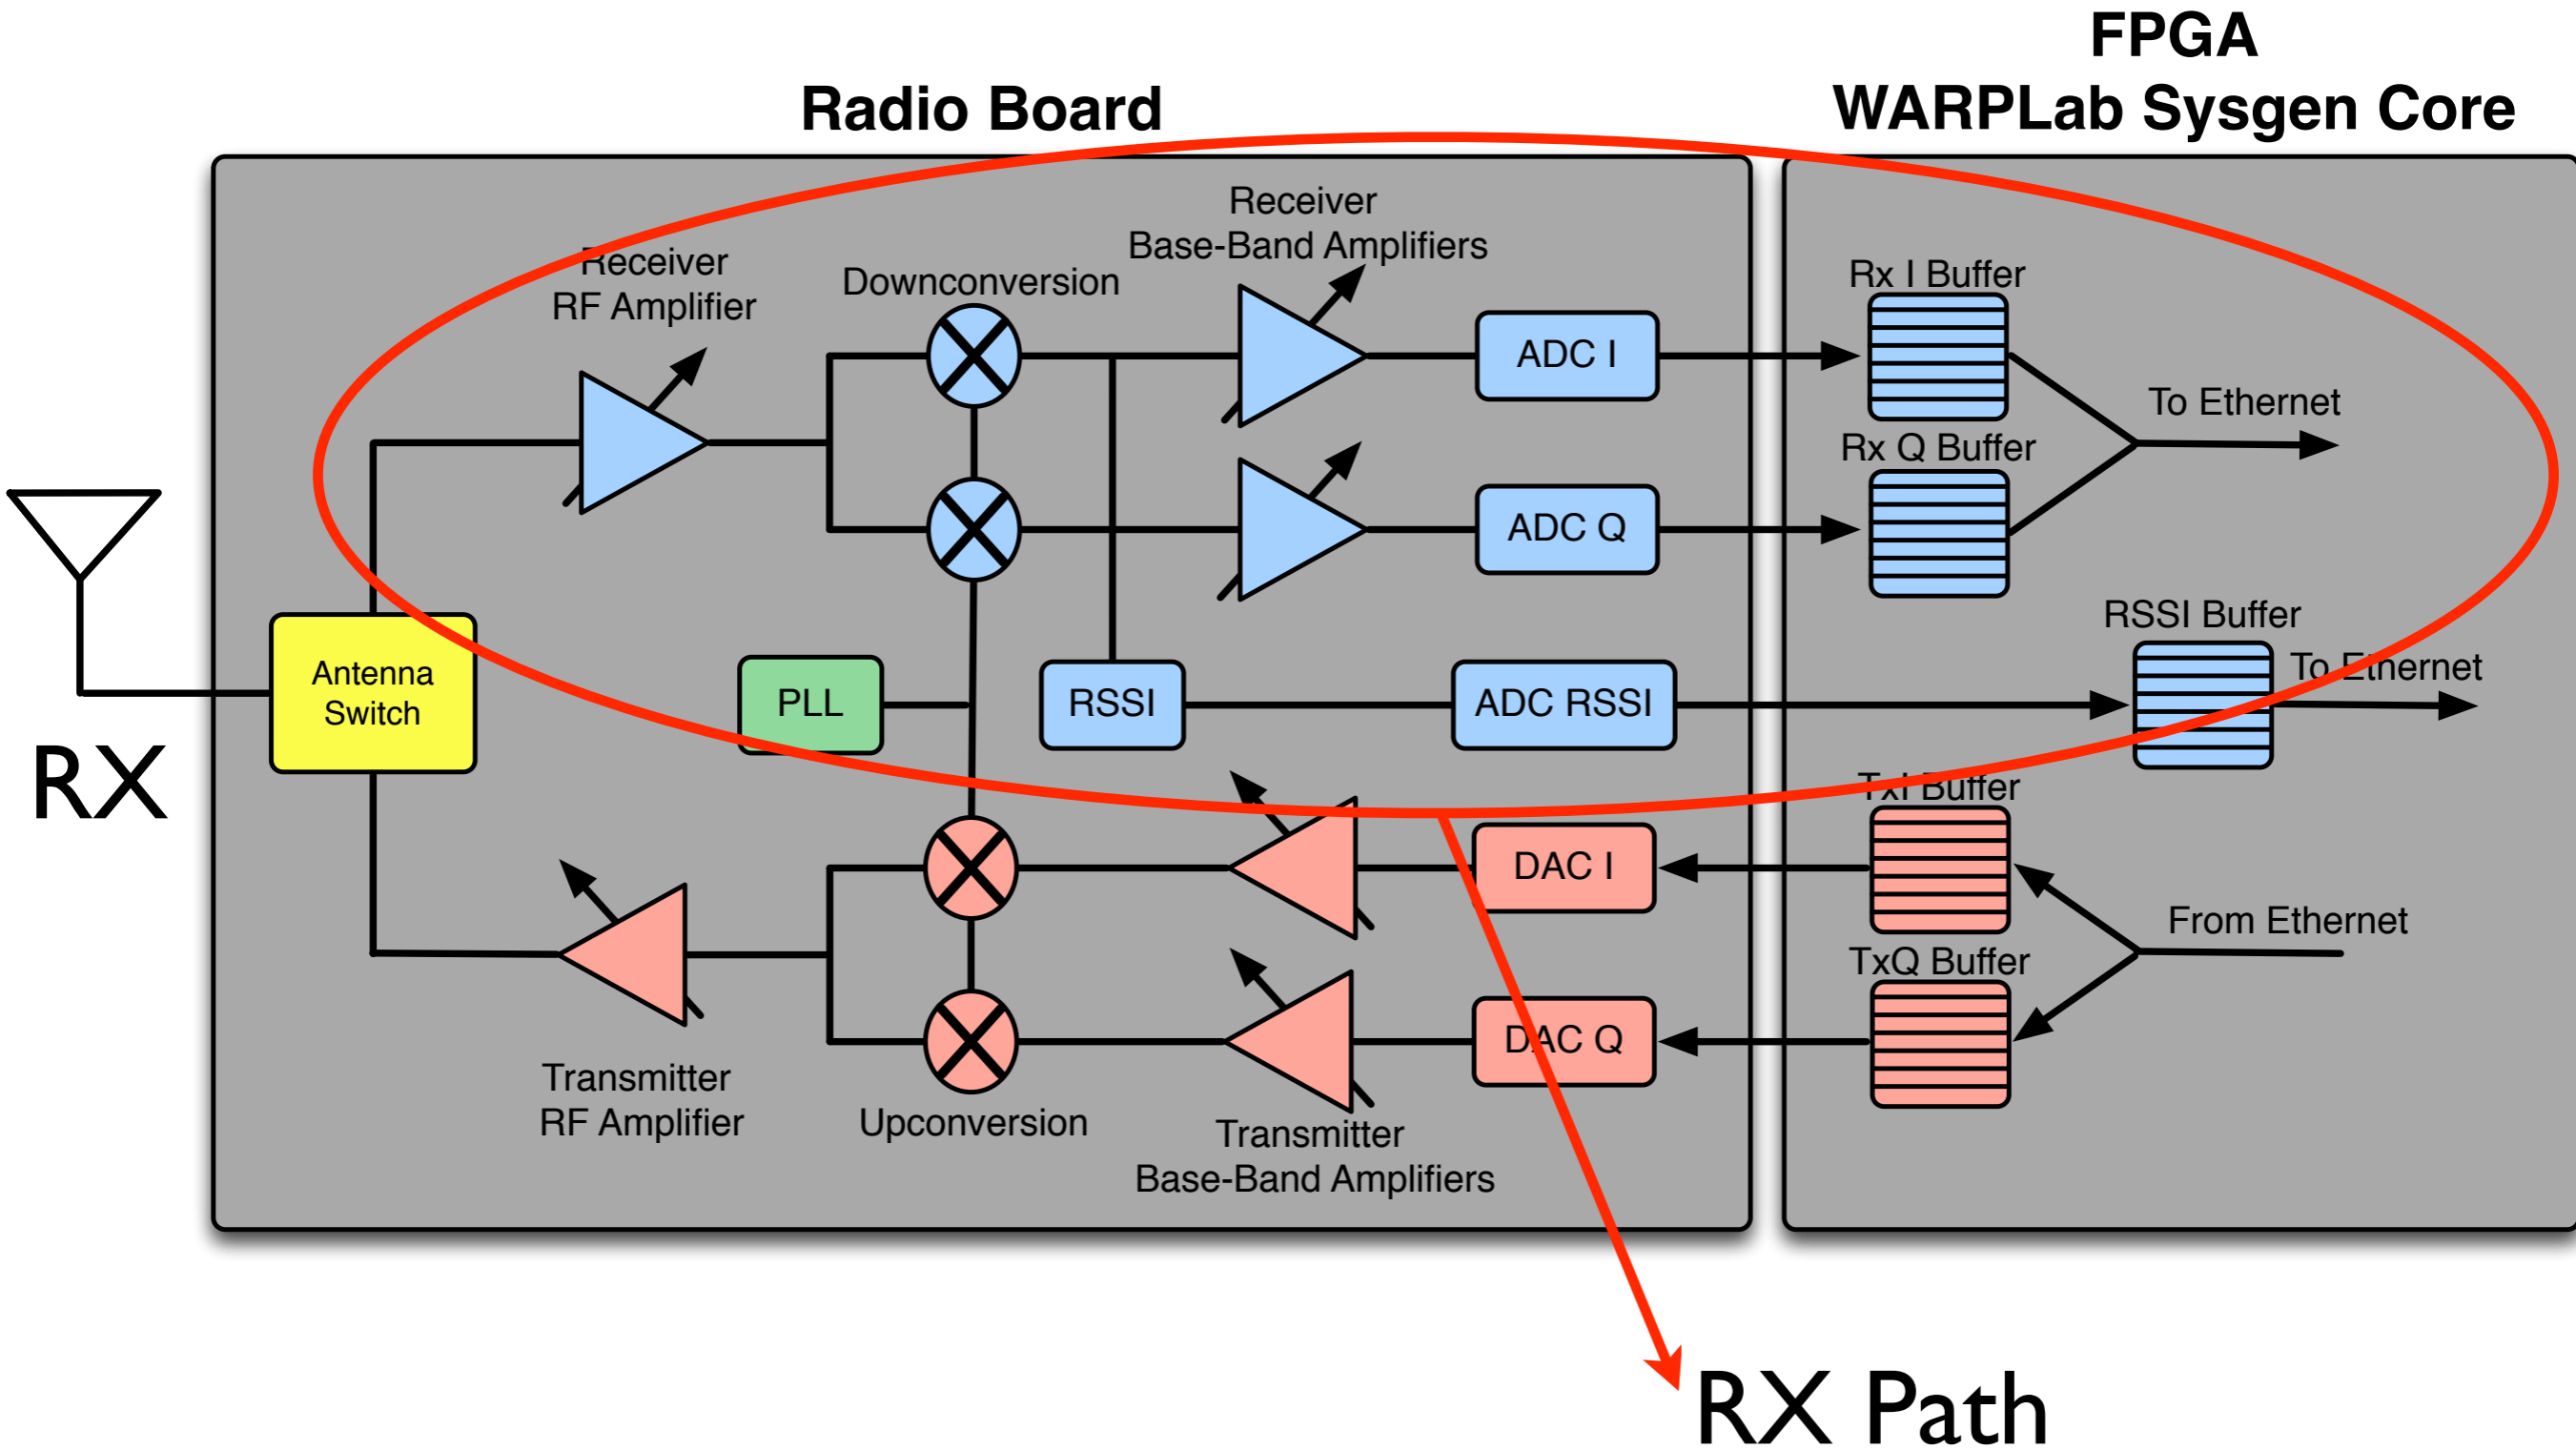 FPGA
WARPLab Sysgen Core
Radio Board
Receiver
Base-Band Amplifiers
Receiver
RF Amplifier
Downconversion
Rx I Buffer
ADC I
To Ethernet
Rx Q Buffer
ADC Q
RSSI Buffer
To Ethernet
Antenna
Switch
PLL
RSSI
ADC RSSI
RX
TxI Buffer
DAC I
From Ethernet
TxQ Buffer
DAC Q
Transmitter
RF Amplifier
Upconversion
Transmitter
Base-Band Amplifiers
RX Path